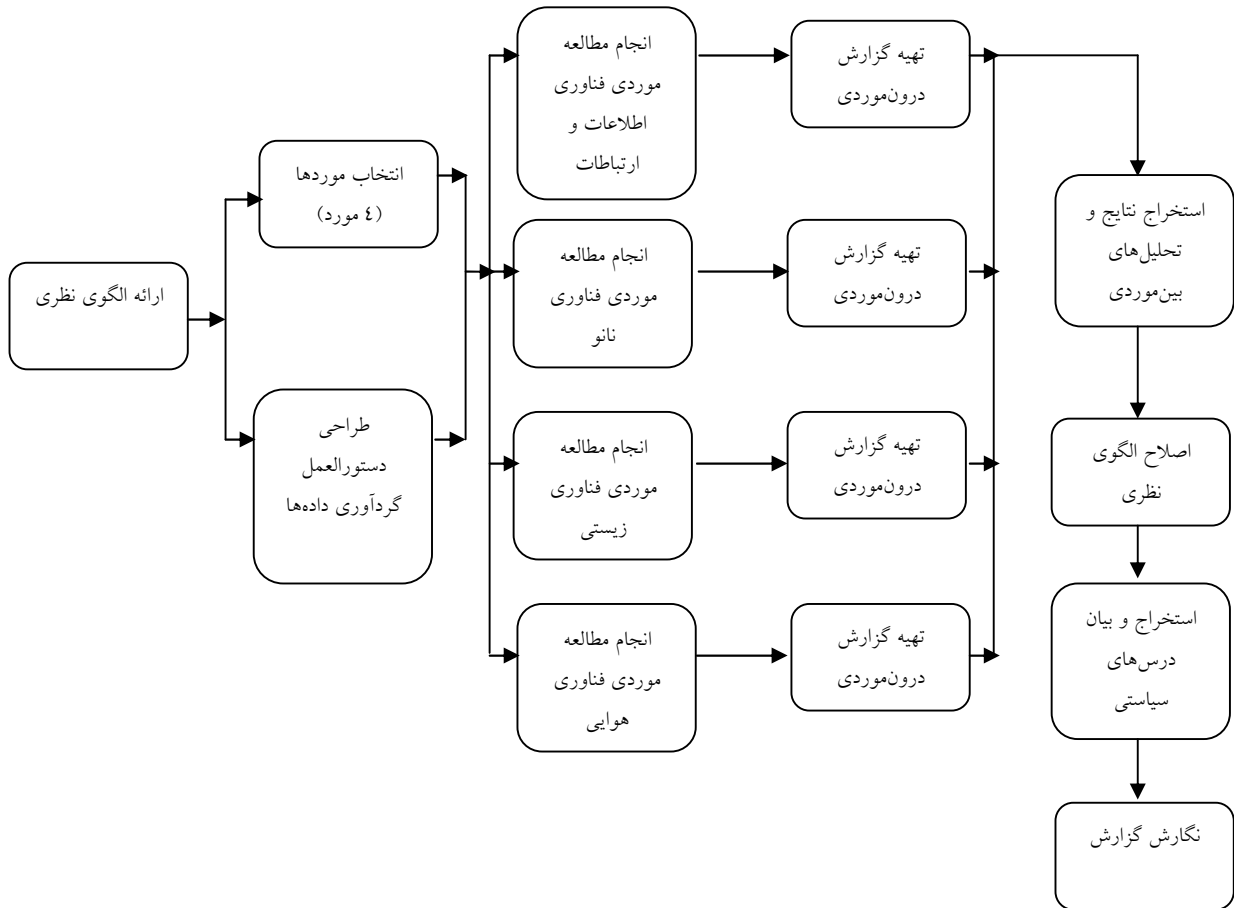 ارائه الگوی نظری
انتخاب موردها
(٤ مورد)
طراحی
دستورالعمل
گردآوری داده‌ها
انجام مطالعه
موردی فناوری
اطلاعات و
ارتباطات
تهیه گزارش
درون‌موردی
انجام مطالعه
موردی فناوری
نانو
تهیه گزارش
درون‌موردی
انجام مطالعه
موردی فناوری
زیستی
تهیه گزارش
درون‌موردی
انجام مطالعه
موردی فناوری
هوایی
تهیه گزارش
درون‌موردی
استخراج نتایج و
تحلیل‌های
بین‌موردی
اصلاح الگوی
نظری
استخراج و بیان
درس‌های
سیاستی
نگارش گزارش